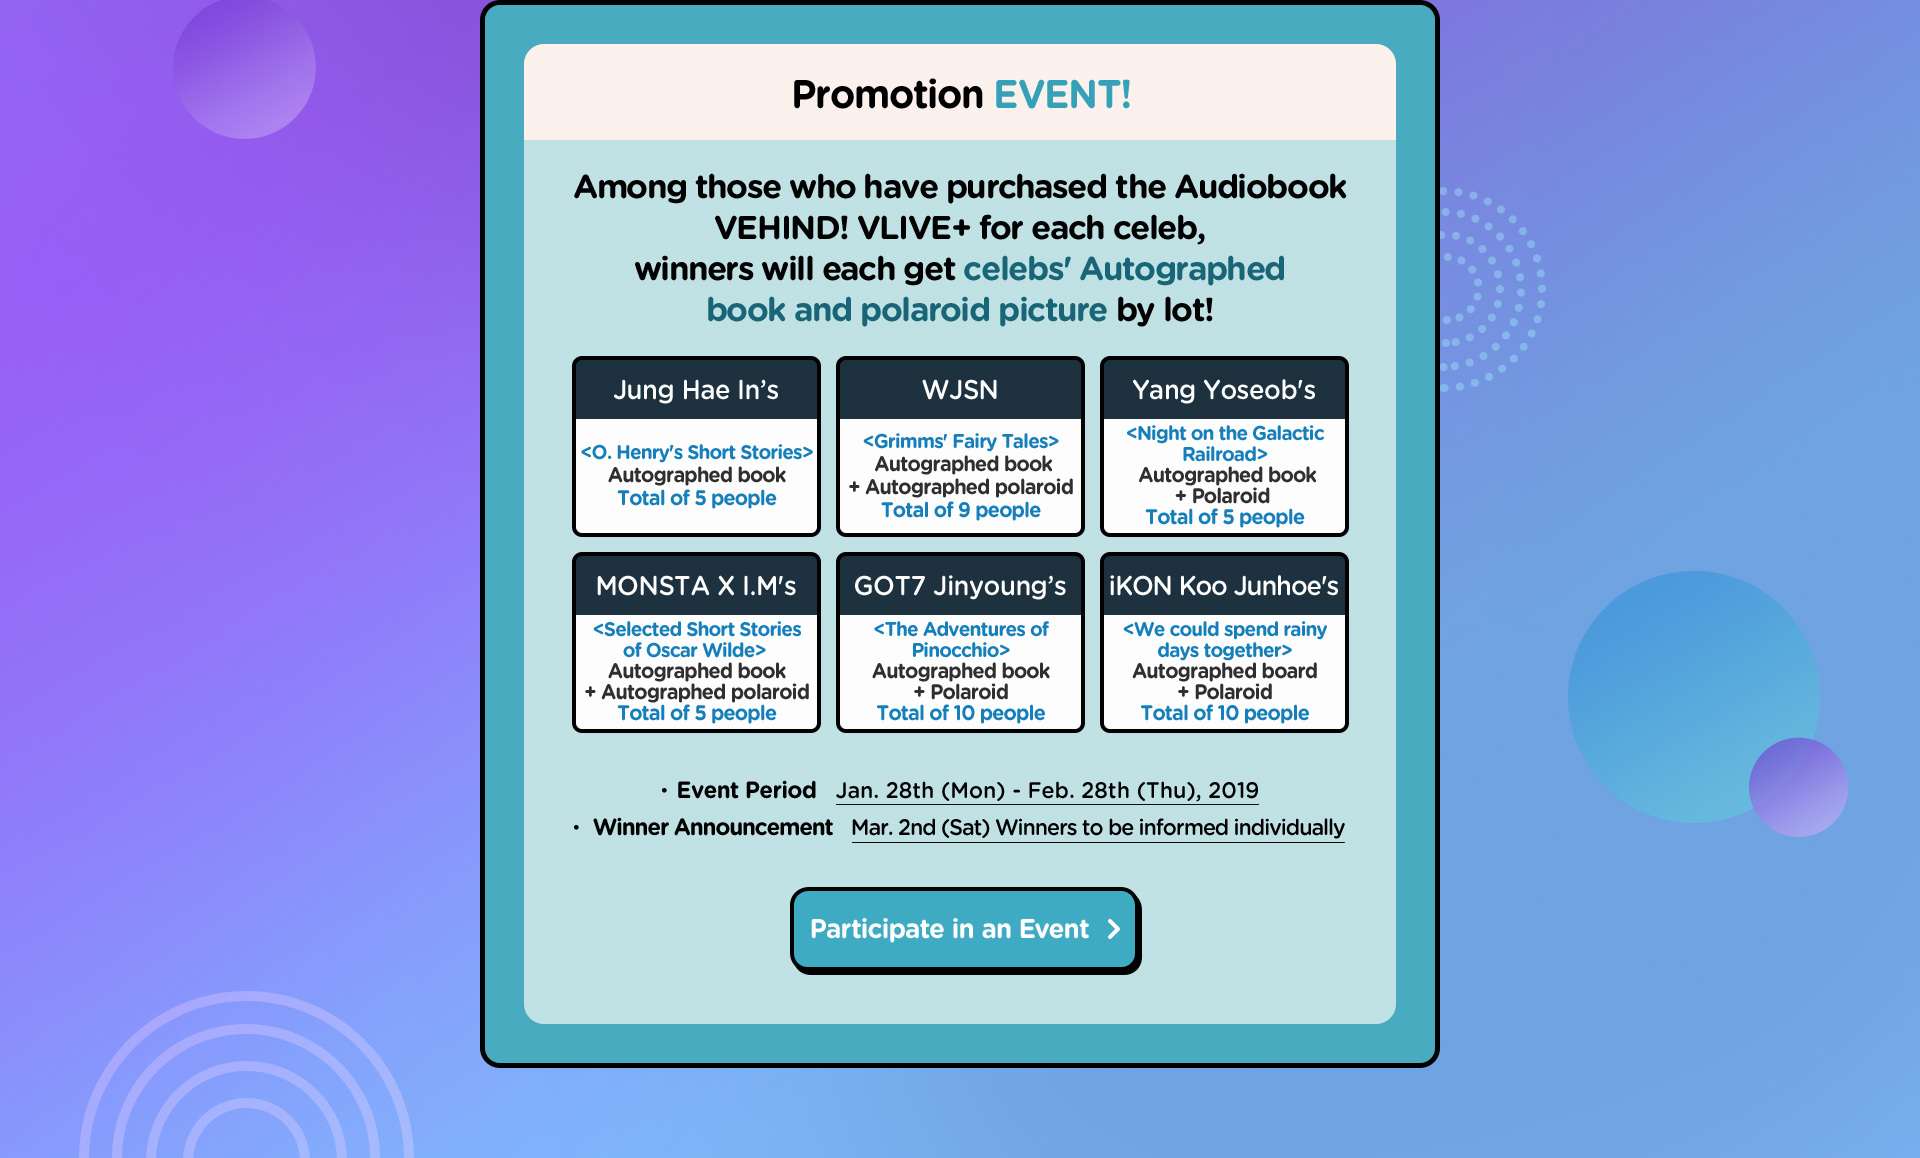 Promotion EVENT!
Among those who have purchased the Audiobook
VEHIND! VLIVE+ for each celeb,
winners will each get celebs' Autographed
book and polaroid picture by lot!
Jung Hae In’s
<O. Henry's Short Stories>
Autographed book
Total of 5 people
WJSN
<Grimms' Fairy Tales>
Autographed book
+ Autographed polaroid
Total of 9 people
Yang Yoseob's
<Night on the Galactic
Railroad>
Autographed book
+ Polaroid
Total of 5 people
MONSTA X I.M's
<Selected Short Stories
of Oscar Wilde>
Autographed book
+ Autographed polaroid
Total of 5 people
GOT7 Jinyoung’s
<The Adventures of
Pinocchio>
Autographed book
+ Polaroid
Total of 10 people
iKON Koo Junhoe's
<We could spend rainy
days together>
Autographed board
+ Polaroid
Total of 10 people
· Event Period Jan. 28th (Mon) - Feb. 28th (Thu), 2019
· Winner Announcement Mar. 2nd (Sat) Winners to be informed individually
Participate in an Event >